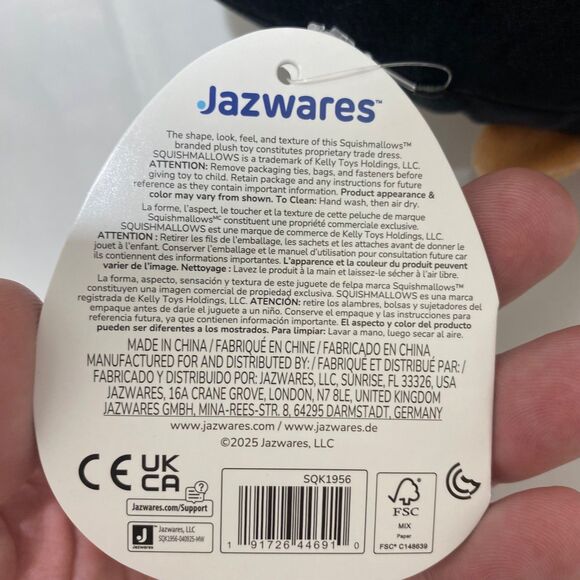 Jazwares™
The shape, look, feel, and texture of this Squishmallows™
branded plush toy constitutes proprietary trade dress.
SQUISHMALLOWS is a trademark of Kelly Toys Holdings, LLC.
ATTENTION: Remove packaging ties, bags, and fasteners before
giving toy to child. Retain package and any instructions for future
reference as they contain important information. Product appearance &
color may vary from shown. To Clean: Hand wash, then air dry.
La forme, l'aspect, le toucher et la texture de cette peluche de marque
Squishmallowsᴹᶜ constituent une propriété commerciale exclusive.
SQUISHMALLOWS est une marque de commerce de Kelly Toys Holdings, LLC.
ATTENTION : Retirer les fils de l'emballage, les sachets et les attaches avant de donner le
jouet à l'enfant. Conserver l'emballage et le manuel d'utilisation pour consultation future car
ils contiennent des informations importantes. L'apparence et la couleur du produit peuvent
varier de l'image. Nettoyage : Lavez le produit à la main et laissez-le sécher à l'air libre.
La forma, aspecto, sensación y textura de este juguete de felpa marca Squishmallows™
constituyen una imagen comercial de propiedad exclusiva. SQUISHMALLOWS es una marca
registrada de Kelly Toys Holdings, LLC. ATENCIÓN: retire los alambres, bolsas y sujetadores del
empaque antes de darle el juguete a un niño. Conserve el empaque y las instrucciones para
referencia futura, ya que contienen información importante. El aspecto y color del producto
pueden ser diferentes a los mostrados. Para limpiar: Lavar a mano, luego secar al aire.
MADE IN CHINA / FABRIQUÉ EN CHINE / FABRICADO EN CHINA
MANUFACTURED FOR AND DISTRIBUTED BY: / FABRIQUÉ ET DISTRIBUÉ PAR: /
FABRICADO Y DISTRIBUIDO POR: JAZWARES, LLC, SUNRISE, FL 33326, USA
JAZWARES, 16A CRANE GROVE, LONDON, N7 8LE, UNITED KINGDOM
JAZWARES GMBH, MINA-REES-STR. 8, 64295 DARMSTADT, GERMANY
www.jazwares.com / www.jazwares.de
©2025 Jazwares, LLC
CE UK CA
Jazwares.com/Support
Jazwares
Jazwares, LLC
SQK1956-040925-MW
SQK1956
1 91726 44691 0
FSC
MIX
Paper
FSC® C148639